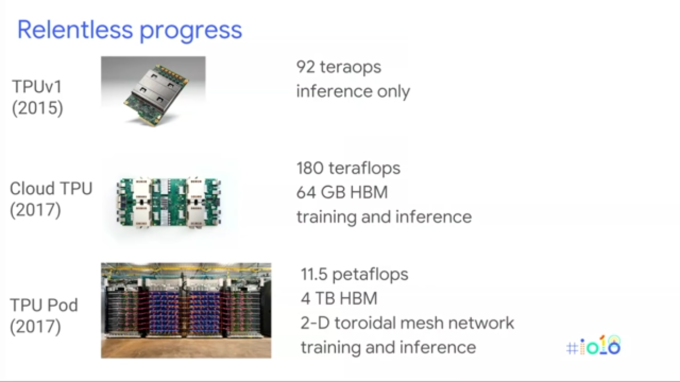 Relentless progress
TPUv1
(2015)
92 teraops
inference only
Cloud TPU
(2017)
180 teraflops
64 GB HBM
training and inference
TPU Pod
(2017)
11.5 petaflops
4 TB HBM
2-D toroidal mesh network
training and inference
#io18